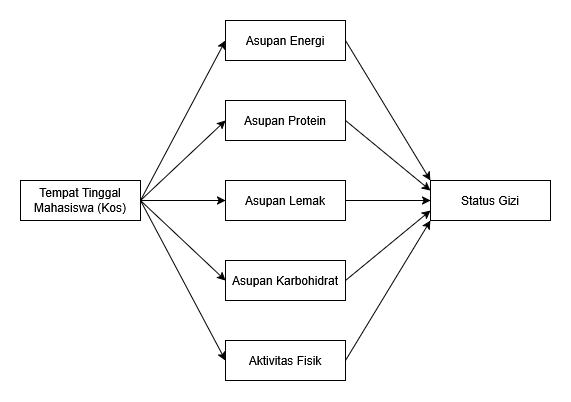 Asupan Energi
Asupan Protein
Tempat Tinggal
Mahasiswa (Kos)
Asupan Lemak
Status Gizi
Asupan Karbohidrat
Aktivitas Fisik